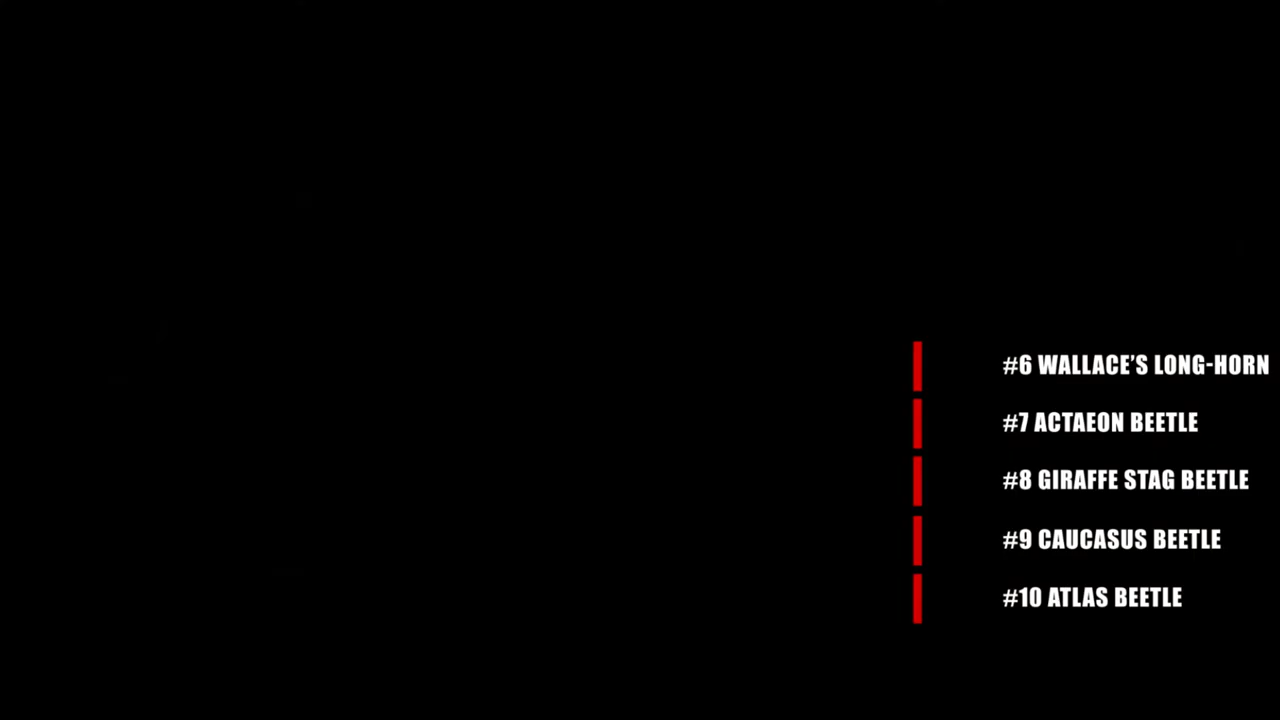 #6 WALLACE’S LONG-HORN
#7 ACTAEON BEETLE
#8 GIRAFFE STAG BEETLE
#9 CAUCASUS BEETLE
#10 ATLAS BEETLE